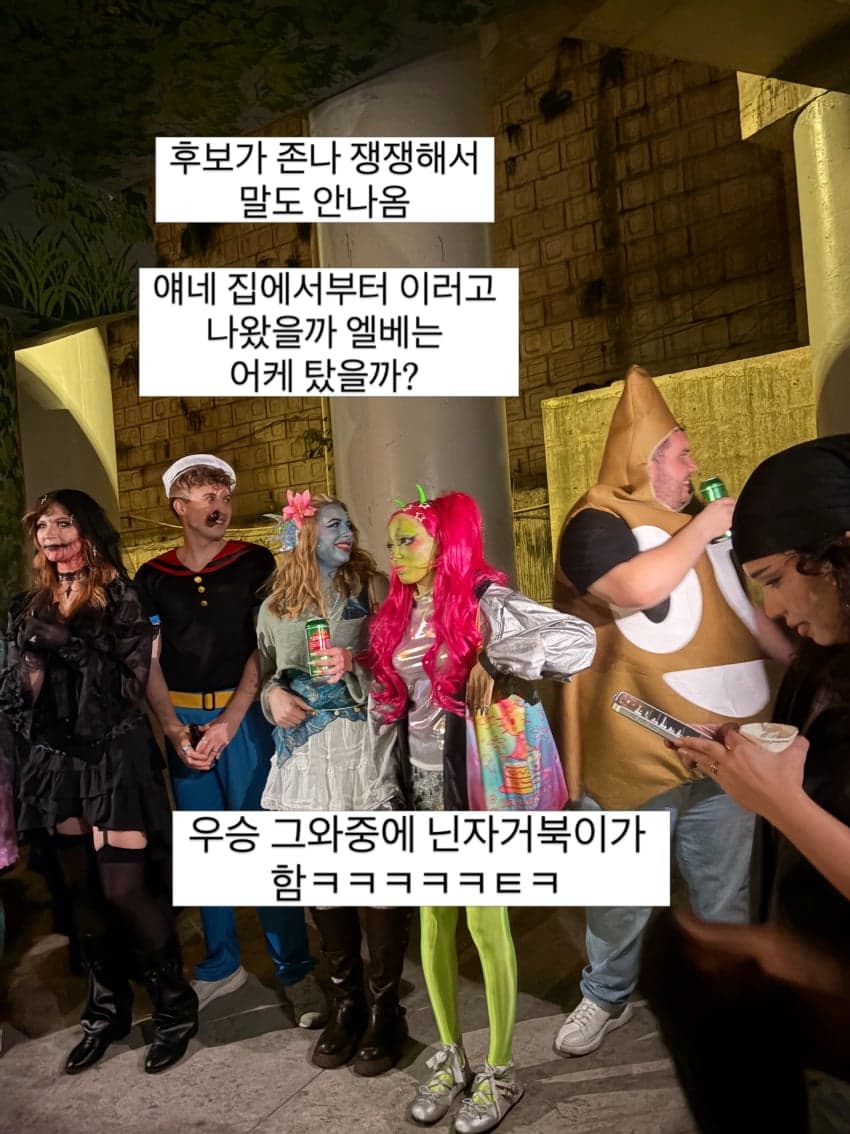 후보가 존나 쟁쟁해서
말도 안나옴
얘네 집에서부터 이러고
나왔을까 엘베는
어케 탔을까?
우승 그와중에 닌자거북이가
함ㅋㅋㅋㅋㅋㅌㅋ